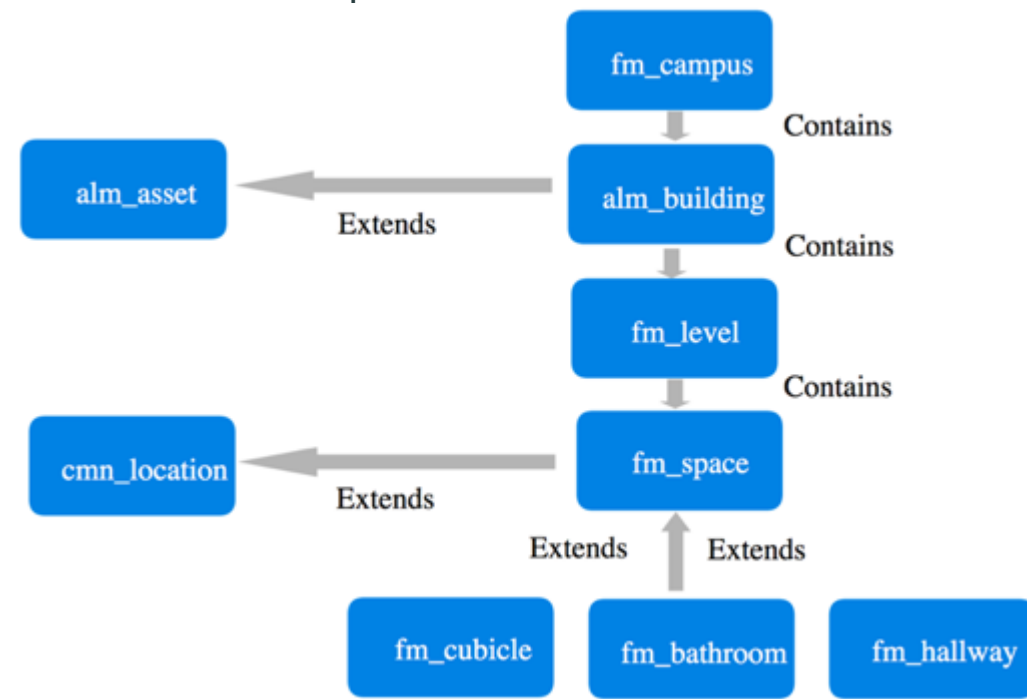 fm_campus
Contains
alm_asset
alm_building
Extends
Contains
fm_level
Contains
cmn_location
fm_space
Extends
Extends
Extends
fm_cubicle
fm_bathroom
fm_hallway